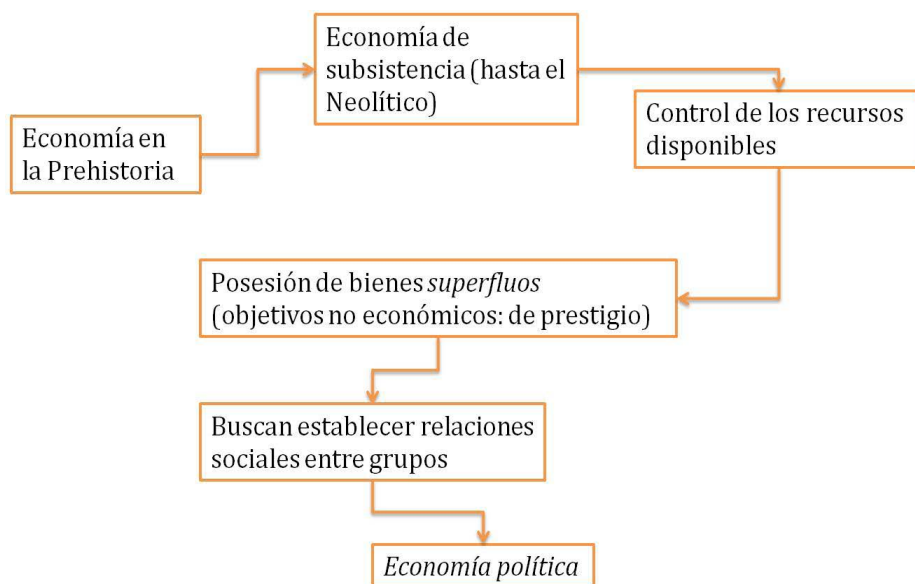 Economía en
la Prehistoria
Economía de
subsistencia (hasta el
Neolítico)
Control de los recursos
disponibles
Posesión de bienes superfluos
(objetivos no económicos: de prestigio)
Buscan establecer relaciones
sociales entre grupos
Economía política